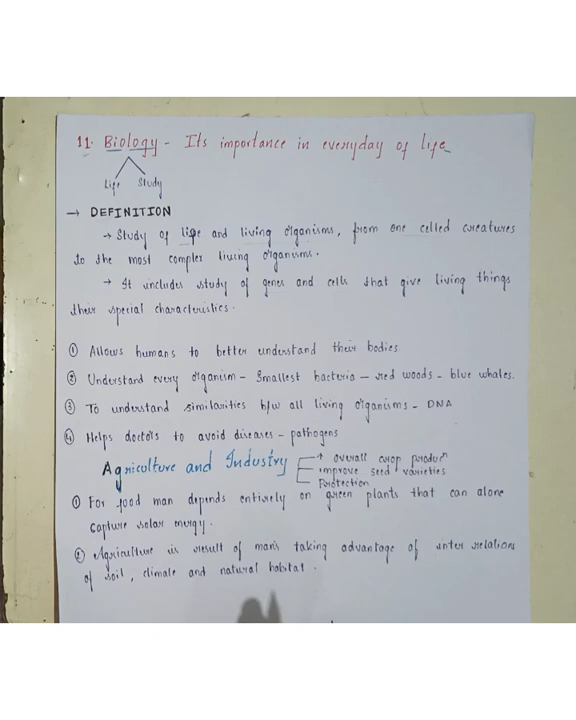 11. Biology - Its importance in everyday of life
Life Study
→ DEFINITION
→ Study of life and living organisms, from one celled creatures
to the most complex living organisms.
→ It includes study of genes and cells that give living things
their special characteristics.
① Allows humans to better understand their bodies.
② Understand every organism - Smallest bacteria - red woods - blue whales.
③ To understand similarities b/w all living organisms - DNA
④ Helps doctors to avoid diseases - pathogens
Agriculture and Industry
↑ overall crop product
improve seed varieties
Protection
① For food man depends entirely on green plants that can alone
capture solar energy.
② Agriculture is result of man's taking advantage of inter relations
of soil, climate and natural habitat.